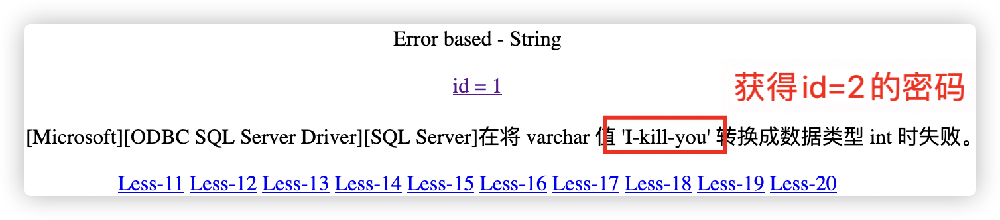 Error based - String
id = 1
获得id=2的密码
[Microsoft][ODBC SQL Server Driver][SQL Server]在将 varchar 值 'I-kill-you' 转换成数据类型 int 时失败。
Less-11 Less-12 Less-13 Less-14 Less-15 Less-16 Less-17 Less-18 Less-19 Less-20